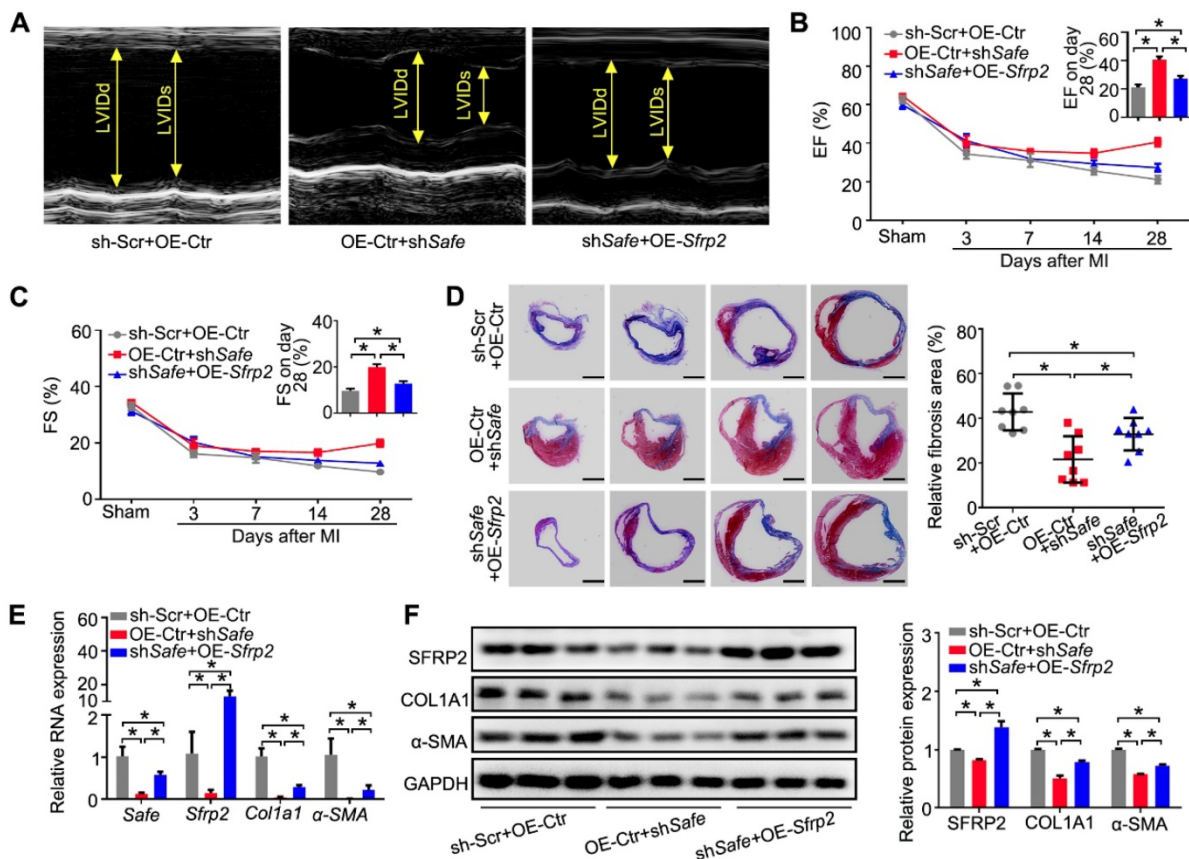 A
LVIDd
LVIDs
LVIDd
LVIDs
LVIDd
LVIDs
sh-Scr+OE-Ctr
OE-Ctr+shSafe
shSafe+OE-Sfrp2
B
sh-Scr+OE-Ctr
OE-Ctr+shSafe
shSafe+OE-Sfrp2
EF on day
28 (%)
60
40
20
0
* * *
EF (%)
100
80
60
40
20
0
Sham
3 7 14 28
Days after MI
C
sh-Scr+OE-Ctr
OE-Ctr+shSafe
shSafe+OE-Sfrp2
FS on day
28 (%)
40
20
0
* * *
FS (%)
60
40
20
0
Sham
3 7 14 28
Days after MI
D
sh-Scr
+OE-Ctr
OE-Ctr
+shSafe
shSafe
+OE-Sfrp2
Relative fibrosis area (%)
80
60
40
20
0
* * *
sh-Scr
+OE-Ctr
OE-Ctr
+shSafe
shSafe
+OE-Sfrp2
E
sh-Scr+OE-Ctr
OE-Ctr+shSafe
shSafe+OE-Sfrp2
Relative RNA expression
60
40
20
10
2
1
0
* * *
* * *
* * *
* * *
Safe Sfrp2 Col1a1 α-SMA
F
SFRP2
COL1A1
α-SMA
GAPDH
sh-Scr+OE-Ctr
OE-Ctr+shSafe
shSafe+OE-Sfrp2
Relative protein expression
3
2
1
0
sh-Scr+OE-Ctr
OE-Ctr+shSafe
shSafe+OE-Sfrp2
* * *
* * *
* * *
SFRP2 COL1A1 α-SMA